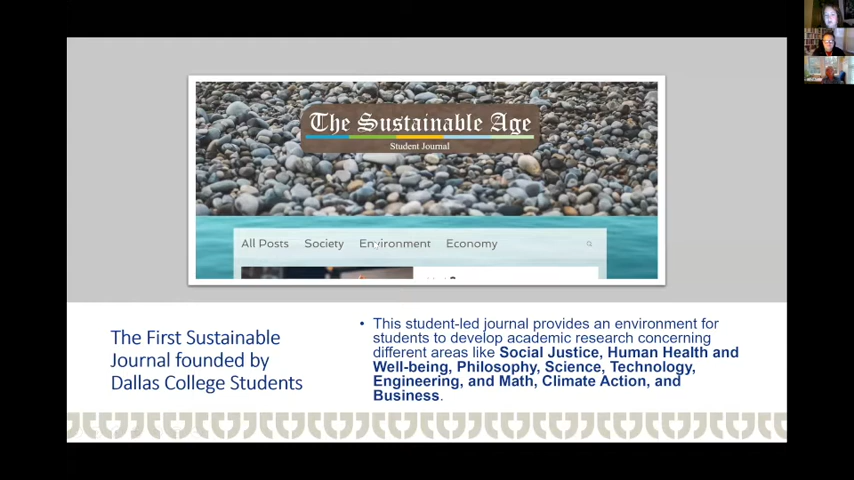 The Sustainable Age
Student Journal
All Posts Society Environment Economy
The First Sustainable
Journal founded by
Dallas College Students
• This student-led journal provides an environment for
students to develop academic research concerning
different areas like Social Justice, Human Health and
Well-being, Philosophy, Science, Technology,
Engineering, and Math, Climate Action, and
Business.